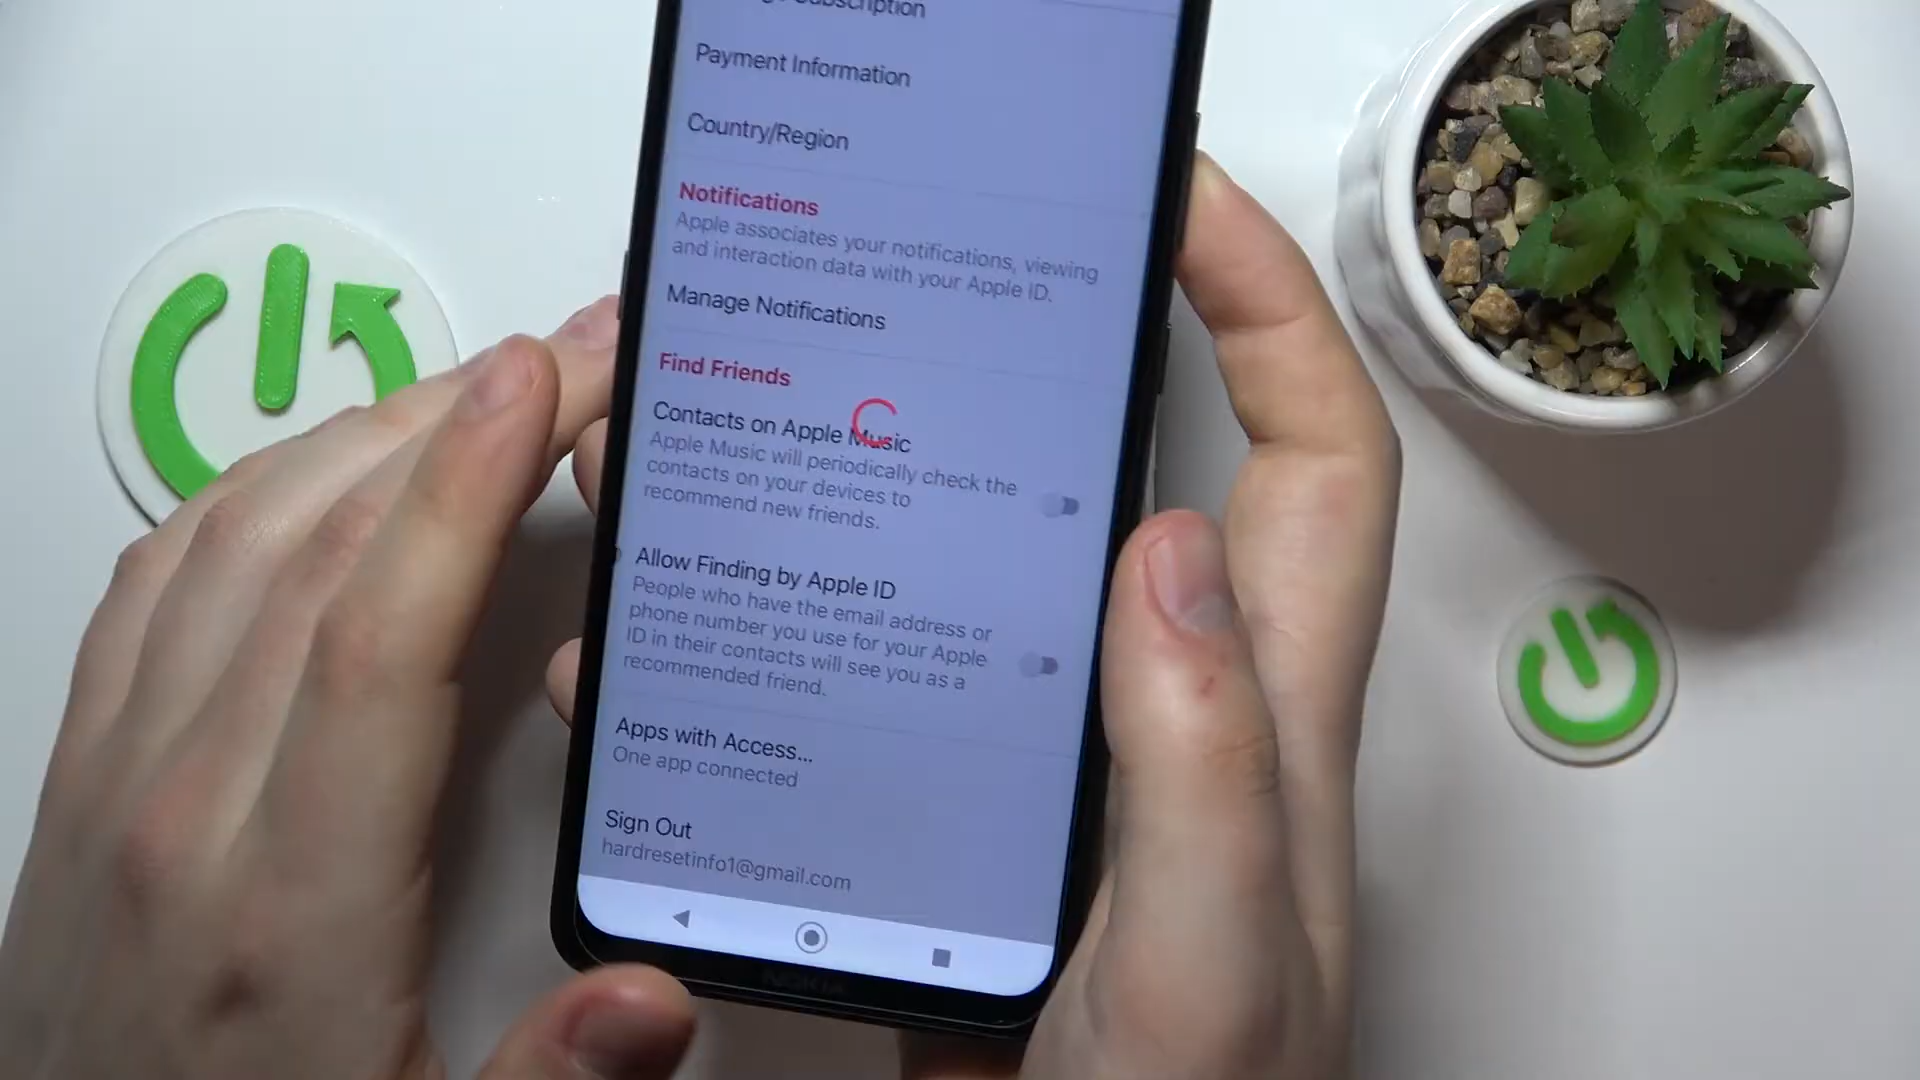 Subscription
Payment Information
Country/Region
Notifications
Apple associates your notifications, viewing
and interaction data with your Apple ID.
Manage Notifications
Find Friends
Contacts on Apple Music
Apple Music will periodically check the
contacts on your devices to
recommend new friends.
Allow Finding by Apple ID
People who have the email address or
phone number you use for your Apple
ID in their contacts will see you as a
recommended friend.
Apps with Access...
One app connected
Sign Out
hardresetinfo1@gmail.com
NOKIA